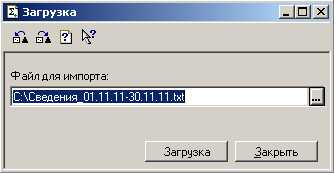 Загрузка
Файл для импорта:
C:\Сведения_01.11.11-30.11.11.txt
...
Загрузка
Закрыть